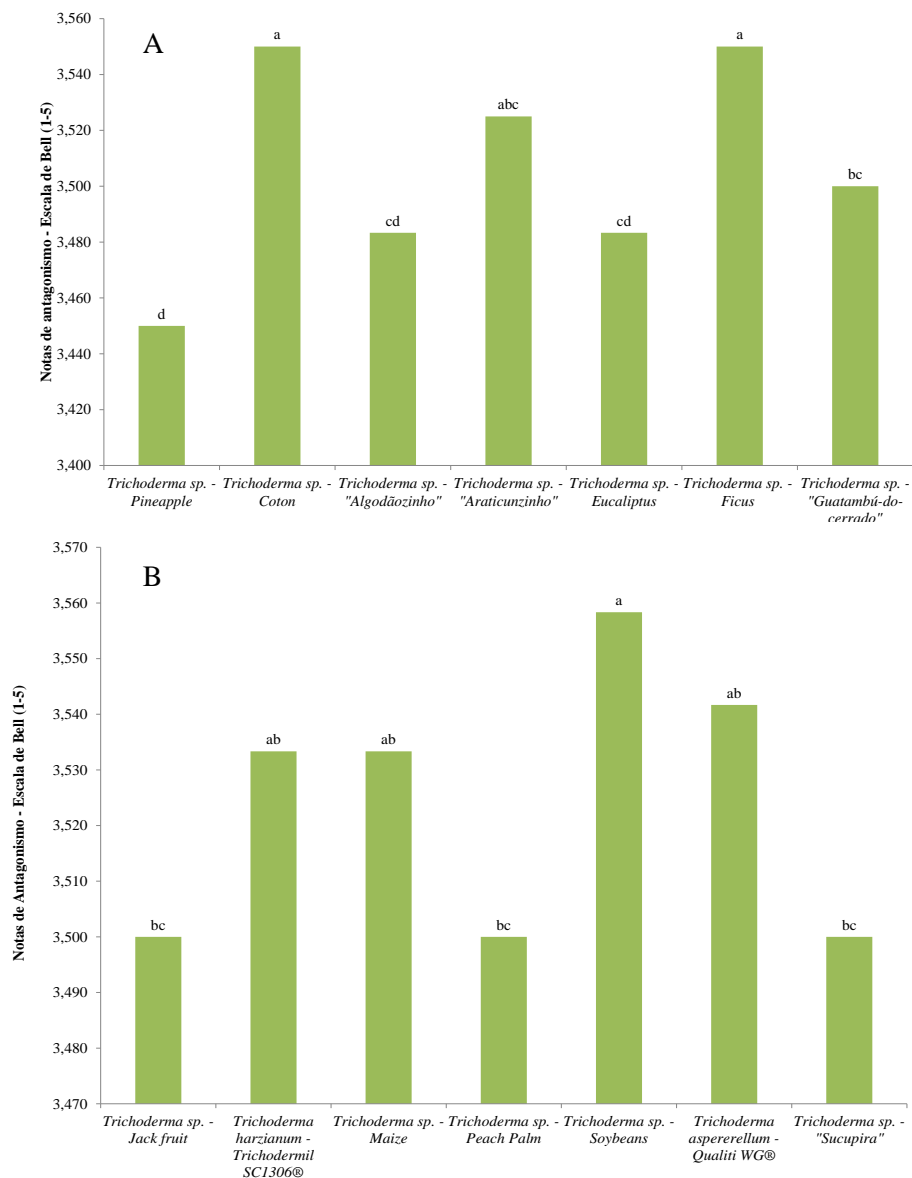 A
Notas de antagonismo - Escala de Bell (1-5)
3,560
3,540
3,520
3,500
3,480
3,460
3,440
3,420
3,400
d
a
cd
abc
cd
a
bc
Trichoderma sp. -
Pineapple
Trichoderma sp. -
Coton
Trichoderma sp. -
"Algodãozinho"
Trichoderma sp. -
"Araticunzinho"
Trichoderma sp. -
Eucaliptus
Trichoderma sp. -
Ficus
Trichoderma sp. -
"Guatambú-do-
cerrado"
B
Notas de Antagonismo - Escala de Bell (1-5)
3,570
3,560
3,550
3,540
3,530
3,520
3,510
3,500
3,490
3,480
3,470
bc
ab
ab
bc
a
ab
bc
Trichoderma sp. -
Jack fruit
Trichoderma
harzianum -
Trichodermil
SC1306®
Trichoderma sp. -
Maize
Trichoderma sp. -
Peach Palm
Trichoderma sp. -
Soybeans
Trichoderma
aspererellum -
Qualiti WG®
Trichoderma sp. -
"Sucupira"